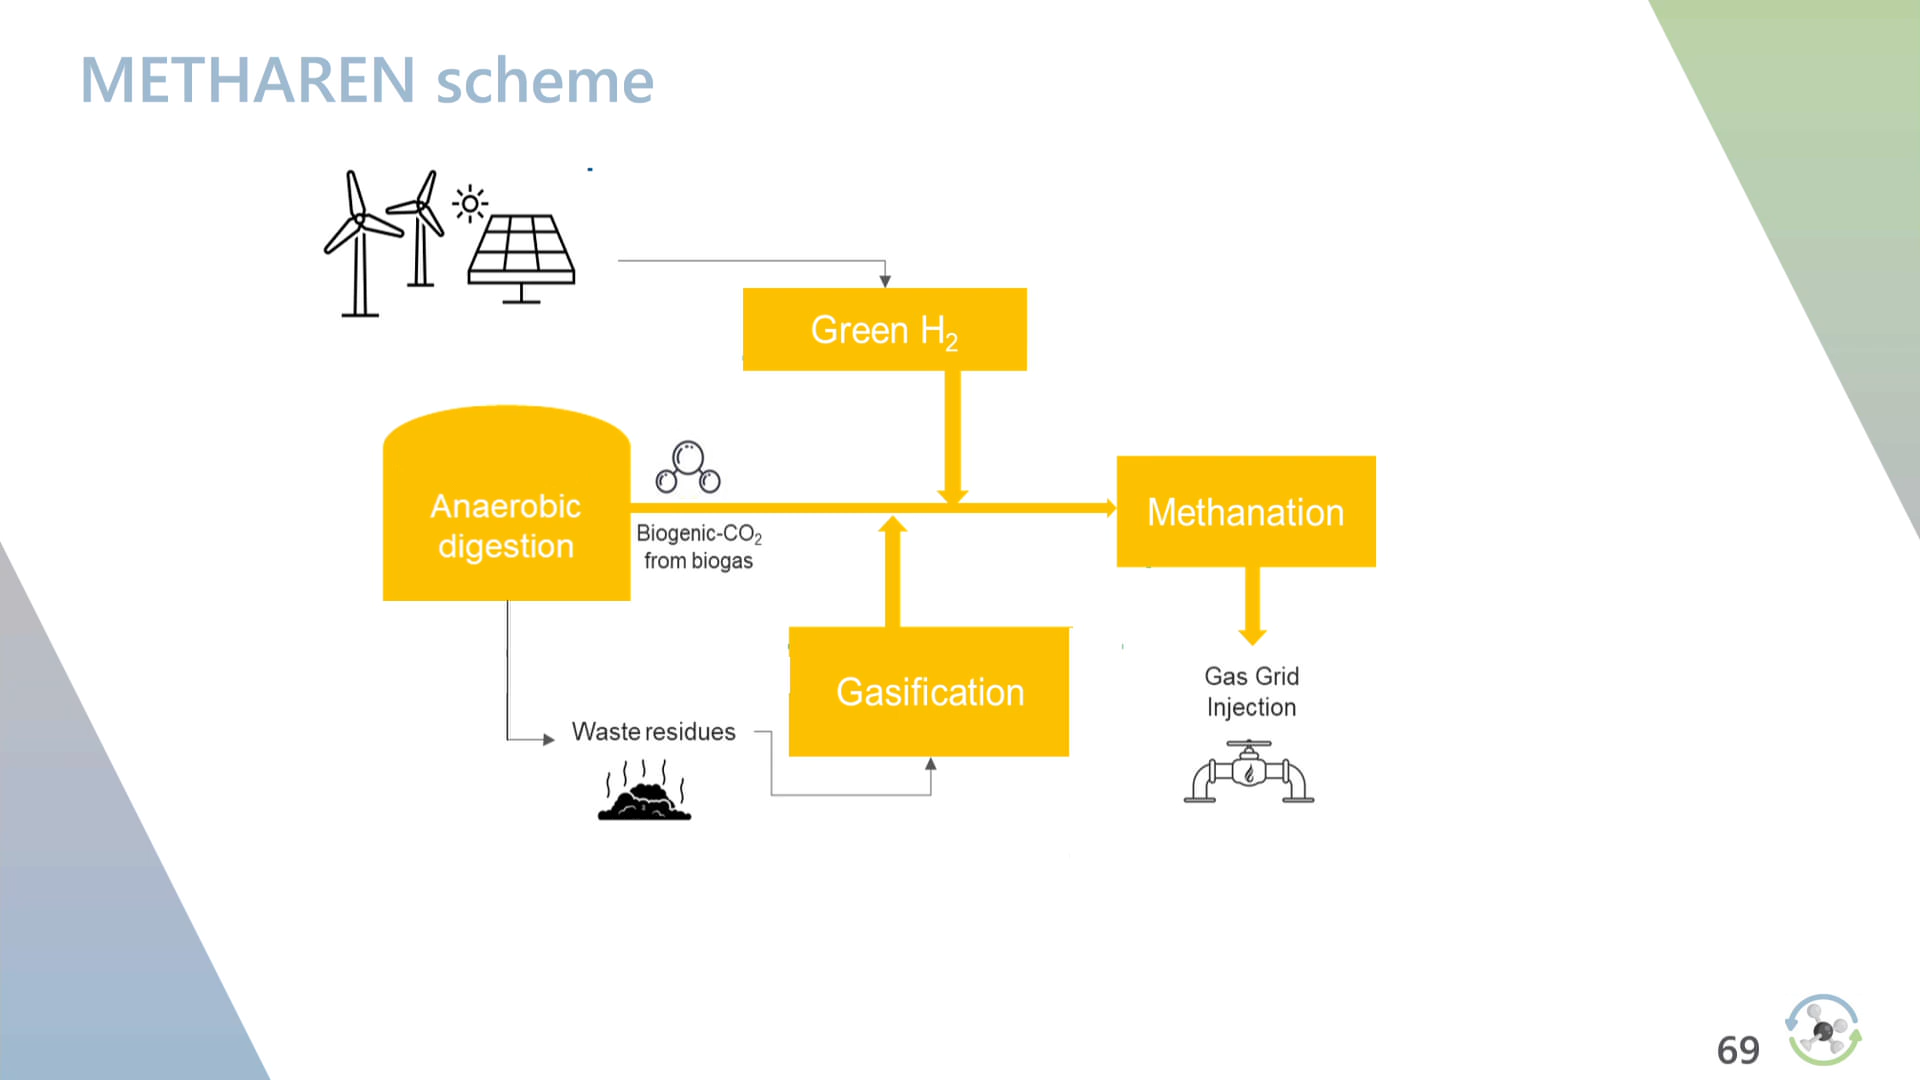 METHAREN scheme
Green H₂
Anaerobic
digestion
Biogenic-CO₂
from biogas
Methanation
Gasification
Waste residues
Gas Grid
Injection
69